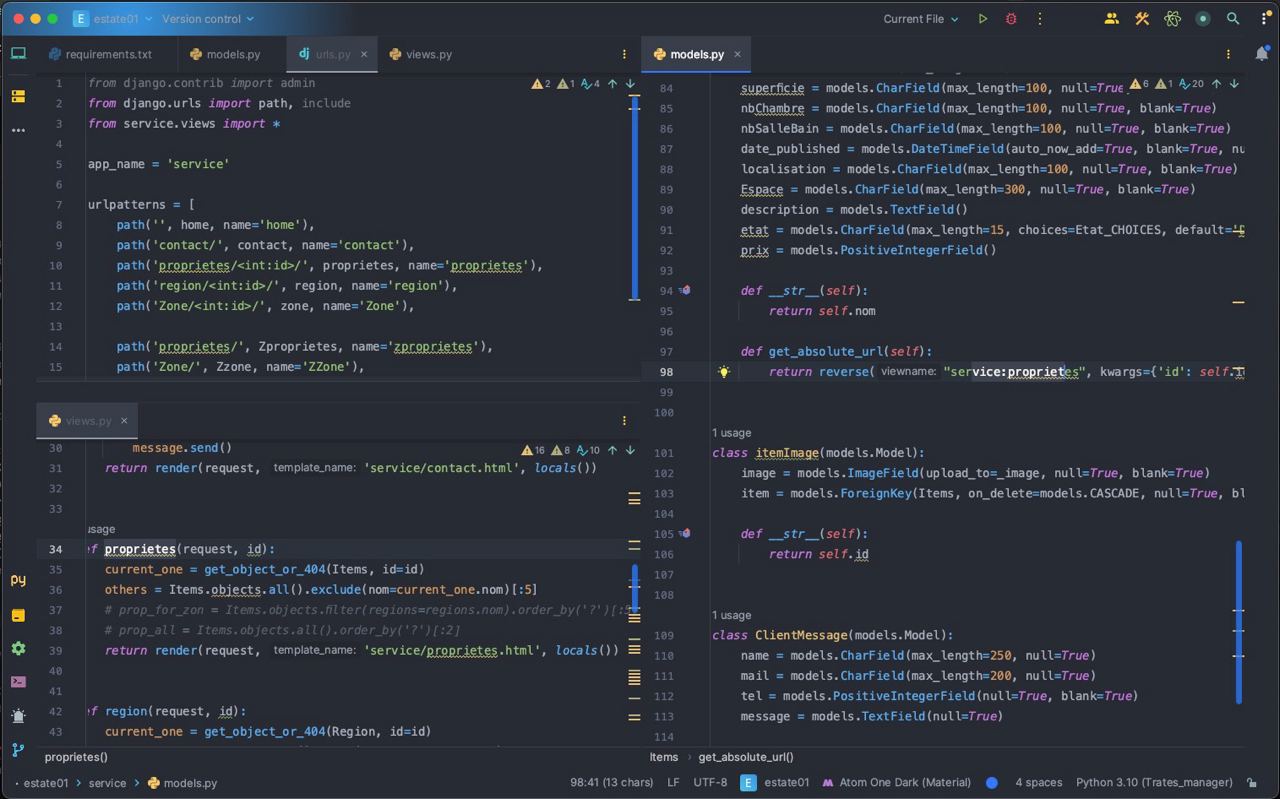 E estate01 Version control Current File
requirements.txt models.py dj urls.py × views.py
1 from django.contrib import admin 2 1 4
2 from django.urls import path, include
3 from service.views import *
4
5 app_name = 'service'
6
7 urlpatterns = [
8 path('', home, name='home'),
9 path('contact/', contact, name='contact'),
10 path('proprietes/<int:id>/', proprietes, name='proprietes'),
11 path('region/<int:id>/', region, name='region'),
12 path('Zone/<int:id>/', zone, name='Zone'),
13
14 path('proprietes/', Zproprietes, name='zproprietes'),
15 path('Zone/', Zzone, name='ZZone'),
views.py ×
30 message.send() 16 8 10
31 return render(request, template_name: 'service/contact.html', locals())
32
33
usage
34 f proprietes(request, id):
35 current_one = get_object_or_404(Items, id=id)
36 others = Items.objects.all().exclude(nom=current_one.nom)[:5]
37 # prop_for_zon = Items.objects.filter(regions=regions.nom).order_by('?')[:5
38 # prop_all = Items.objects.all().order_by('?')[:2]
39 return render(request, template_name: 'service/proprietes.html', locals())
40
41
42 f region(request, id):
43 current_one = get_object_or_404(Region, id=id)
proprietes()
models.py ×
84 superficie = models.CharField(max_length=100, null=True, 6 1 20
85 nbChambre = models.CharField(max_length=100, null=True, blank=True)
86 nbSalleBain = models.CharField(max_length=100, null=True, blank=True)
87 date_published = models.DateTimeField(auto_now_add=True, blank=True, nu
88 localisation = models.CharField(max_length=100, null=True, blank=True)
89 Espace = models.CharField(max_length=300, null=True, blank=True)
90 description = models.TextField()
91 etat = models.CharField(max_length=15, choices=Etat_CHOICES, default='
92 prix = models.PositiveIntegerField()
93
94 def __str__(self):
95 return self.nom
96
97 def get_absolute_url(self):
98 return reverse( viewname: "service:proprietes", kwargs={'id': self.i
99
100
1 usage
101 class itemImage(models.Model):
102 image = models.ImageField(upload_to=_image, null=True, blank=True)
103 item = models.ForeignKey(Items, on_delete=models.CASCADE, null=True, bl
104
105 def __str__(self):
106 return self.id
107
108
1 usage
109 class ClientMessage(models.Model):
110 name = models.CharField(max_length=250, null=True)
111 mail = models.CharField(max_length=200, null=True)
112 tel = models.PositiveIntegerField(null=True, blank=True)
113 message = models.TextField(null=True)
114
Items › get_absolute_url()
py
estate01 › service › models.py 98:41 (13 chars) LF UTF-8 E estate01 Atom One Dark (Material) 4 spaces Python 3.10 (Trates_manager)